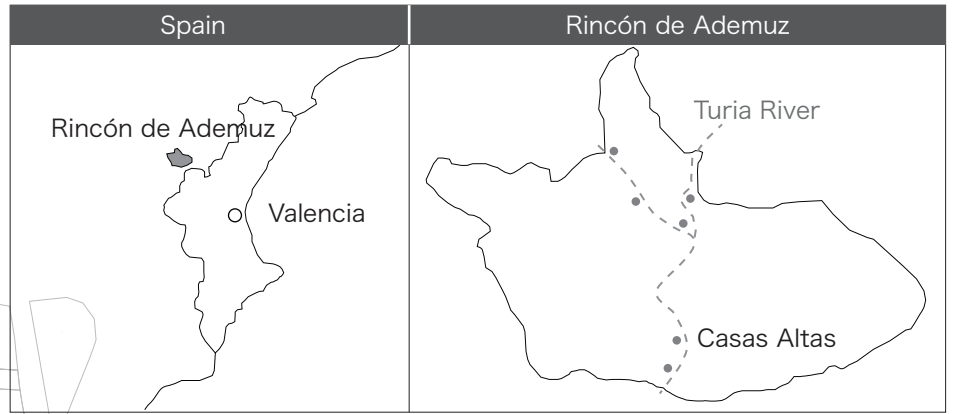 Spain
Rincón de Ademuz
Rincón de Ademuz
Valencia
Turia River
Casas Altas